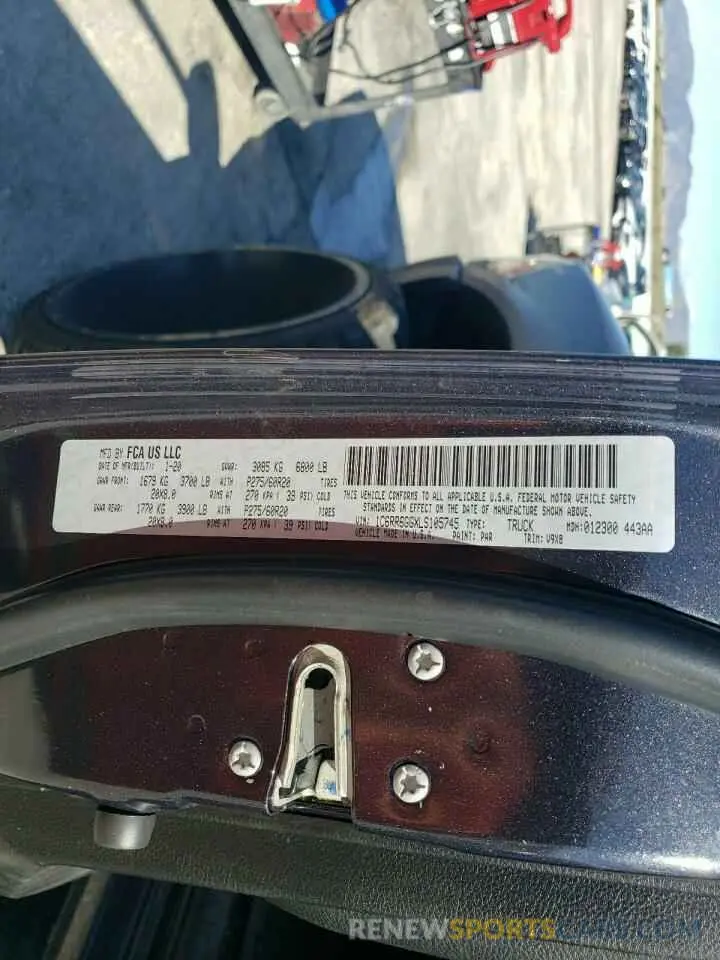 MFD BY FCA US LLC
DATE OF MFR(BUILT): 1-20 GVWR: 3085 KG 6800 LB
GAWR FRONT: 1679 KG 3700 LB WITH P275/60R20 TIRES
20X8.0 RIMS AT 270 KPA( 39 PSI) COLD
GAWR REAR: 1770 KG 3900 LB WITH P275/60R20 TIRES
20X8.0 RIMS AT 270 KPA( 39 PSI) COLD
THIS VEHICLE CONFORMS TO ALL APPLICABLE U.S.A. FEDERAL MOTOR VEHICLE SAFETY
STANDARDS IN EFFECT ON THE DATE OF MANUFACTURE SHOWN ABOVE.
VIN: 1C6RR6GG6XLS105745 TYPE: TRUCK MDH:012300 443AA
VEHICLE MADE IN U.S.A. PAINT: PAR TRIM: V9X8
RENEWSPORTSCARS.COM